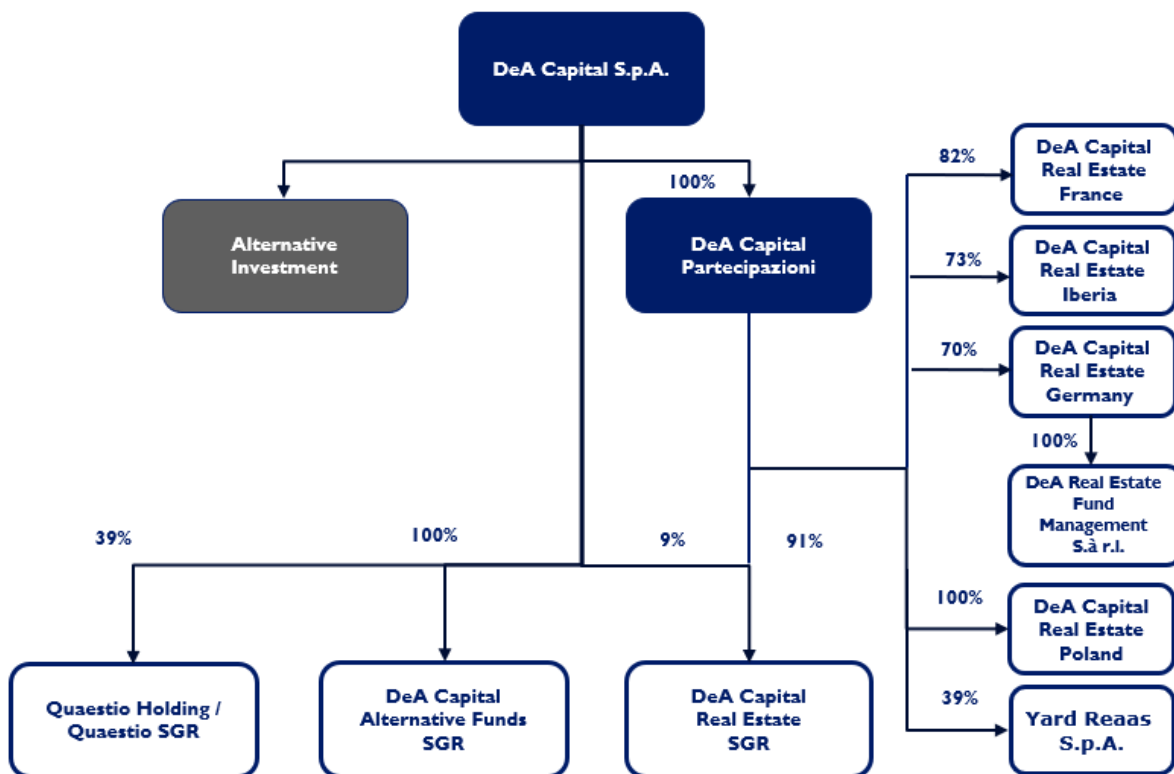 DeA Capital S.p.A.
82%
DeA Capital
Real Estate
France
100%
Alternative
Investment
DeA Capital
Partecipazioni
73%
DeA Capital
Real Estate
Iberia
70%
DeA Capital
Real Estate
Germany
100%
DeA Real Estate
Fund
Management
S.à r.l.
39%
100%
9%
91%
100%
DeA Capital
Real Estate
Poland
Quaestio Holding /
Quaestio SGR
DeA Capital
Alternative Funds
SGR
DeA Capital
Real Estate
SGR
39%
Yard Reaas
S.p.A.